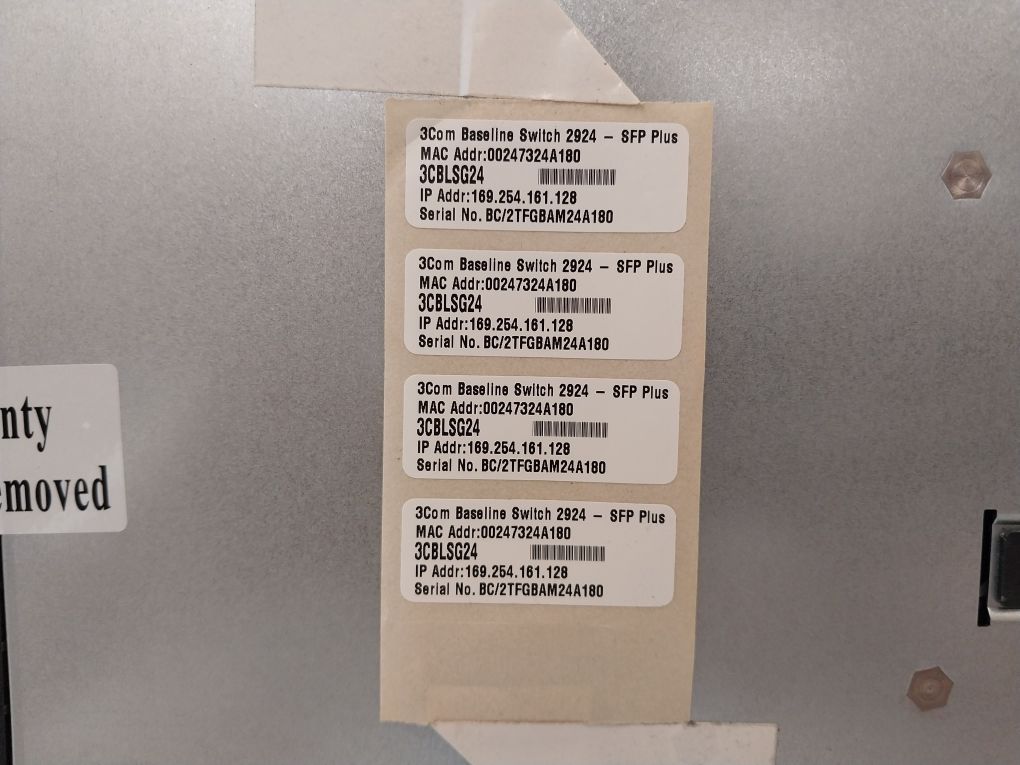 3Com Baseline Switch 2924 – SFP Plus
MAC Addr:00247324A180
3CBLSG24
IP Addr:169.254.161.128
Serial No. BC/2TFGBAM24A180
3Com Baseline Switch 2924 – SFP Plus
MAC Addr:00247324A180
3CBLSG24
IP Addr:169.254.161.128
Serial No. BC/2TFGBAM24A180
3Com Baseline Switch 2924 – SFP Plus
MAC Addr:00247324A180
3CBLSG24
IP Addr:169.254.161.128
Serial No. BC/2TFGBAM24A180
3Com Baseline Switch 2924 – SFP Plus
MAC Addr:00247324A180
3CBLSG24
IP Addr:169.254.161.128
Serial No. BC/2TFGBAM24A180
nty
emoved